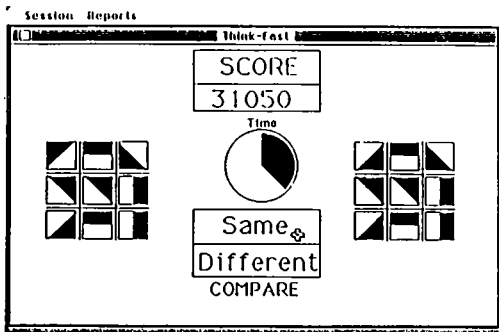 Session Reports
Think-Fast
SCORE
31050
Time
Same
Different
COMPARE